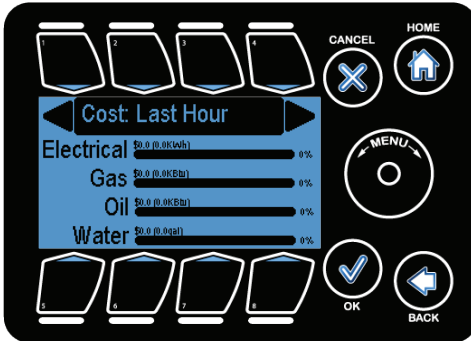 HOME
CANCEL
1 2 3 4
Cost: Last Hour
MENU
Electrical $0.0 (0.0KWh) 0%
Gas $0.0 (0.0KBtu) 0%
Oil $0.0 (0.0KBtu) 0%
Water $0.0 (0.0gal) 0%
5 6 7 8
OK
BACK